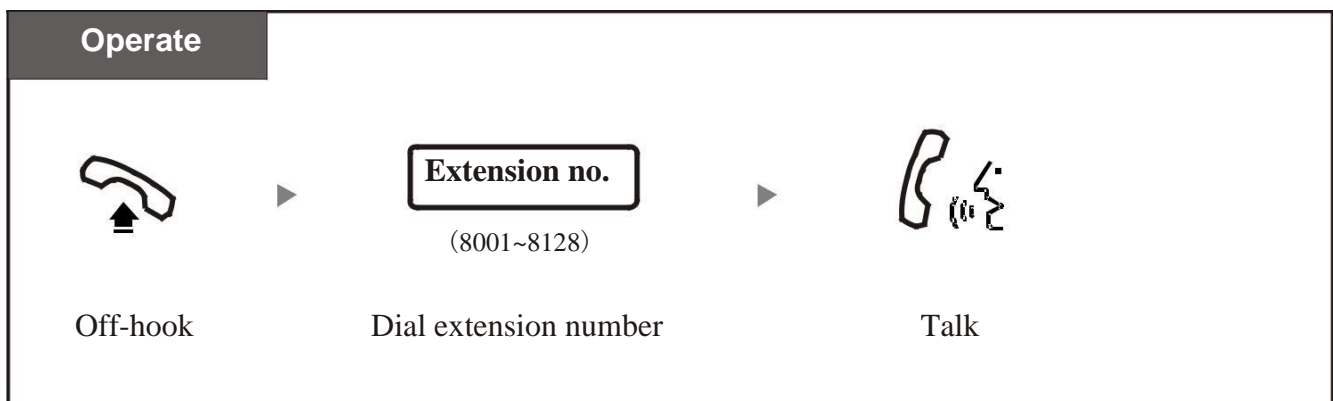 Operate
Extension no.
（8001~8128）
Off-hook
Dial extension number
Talk